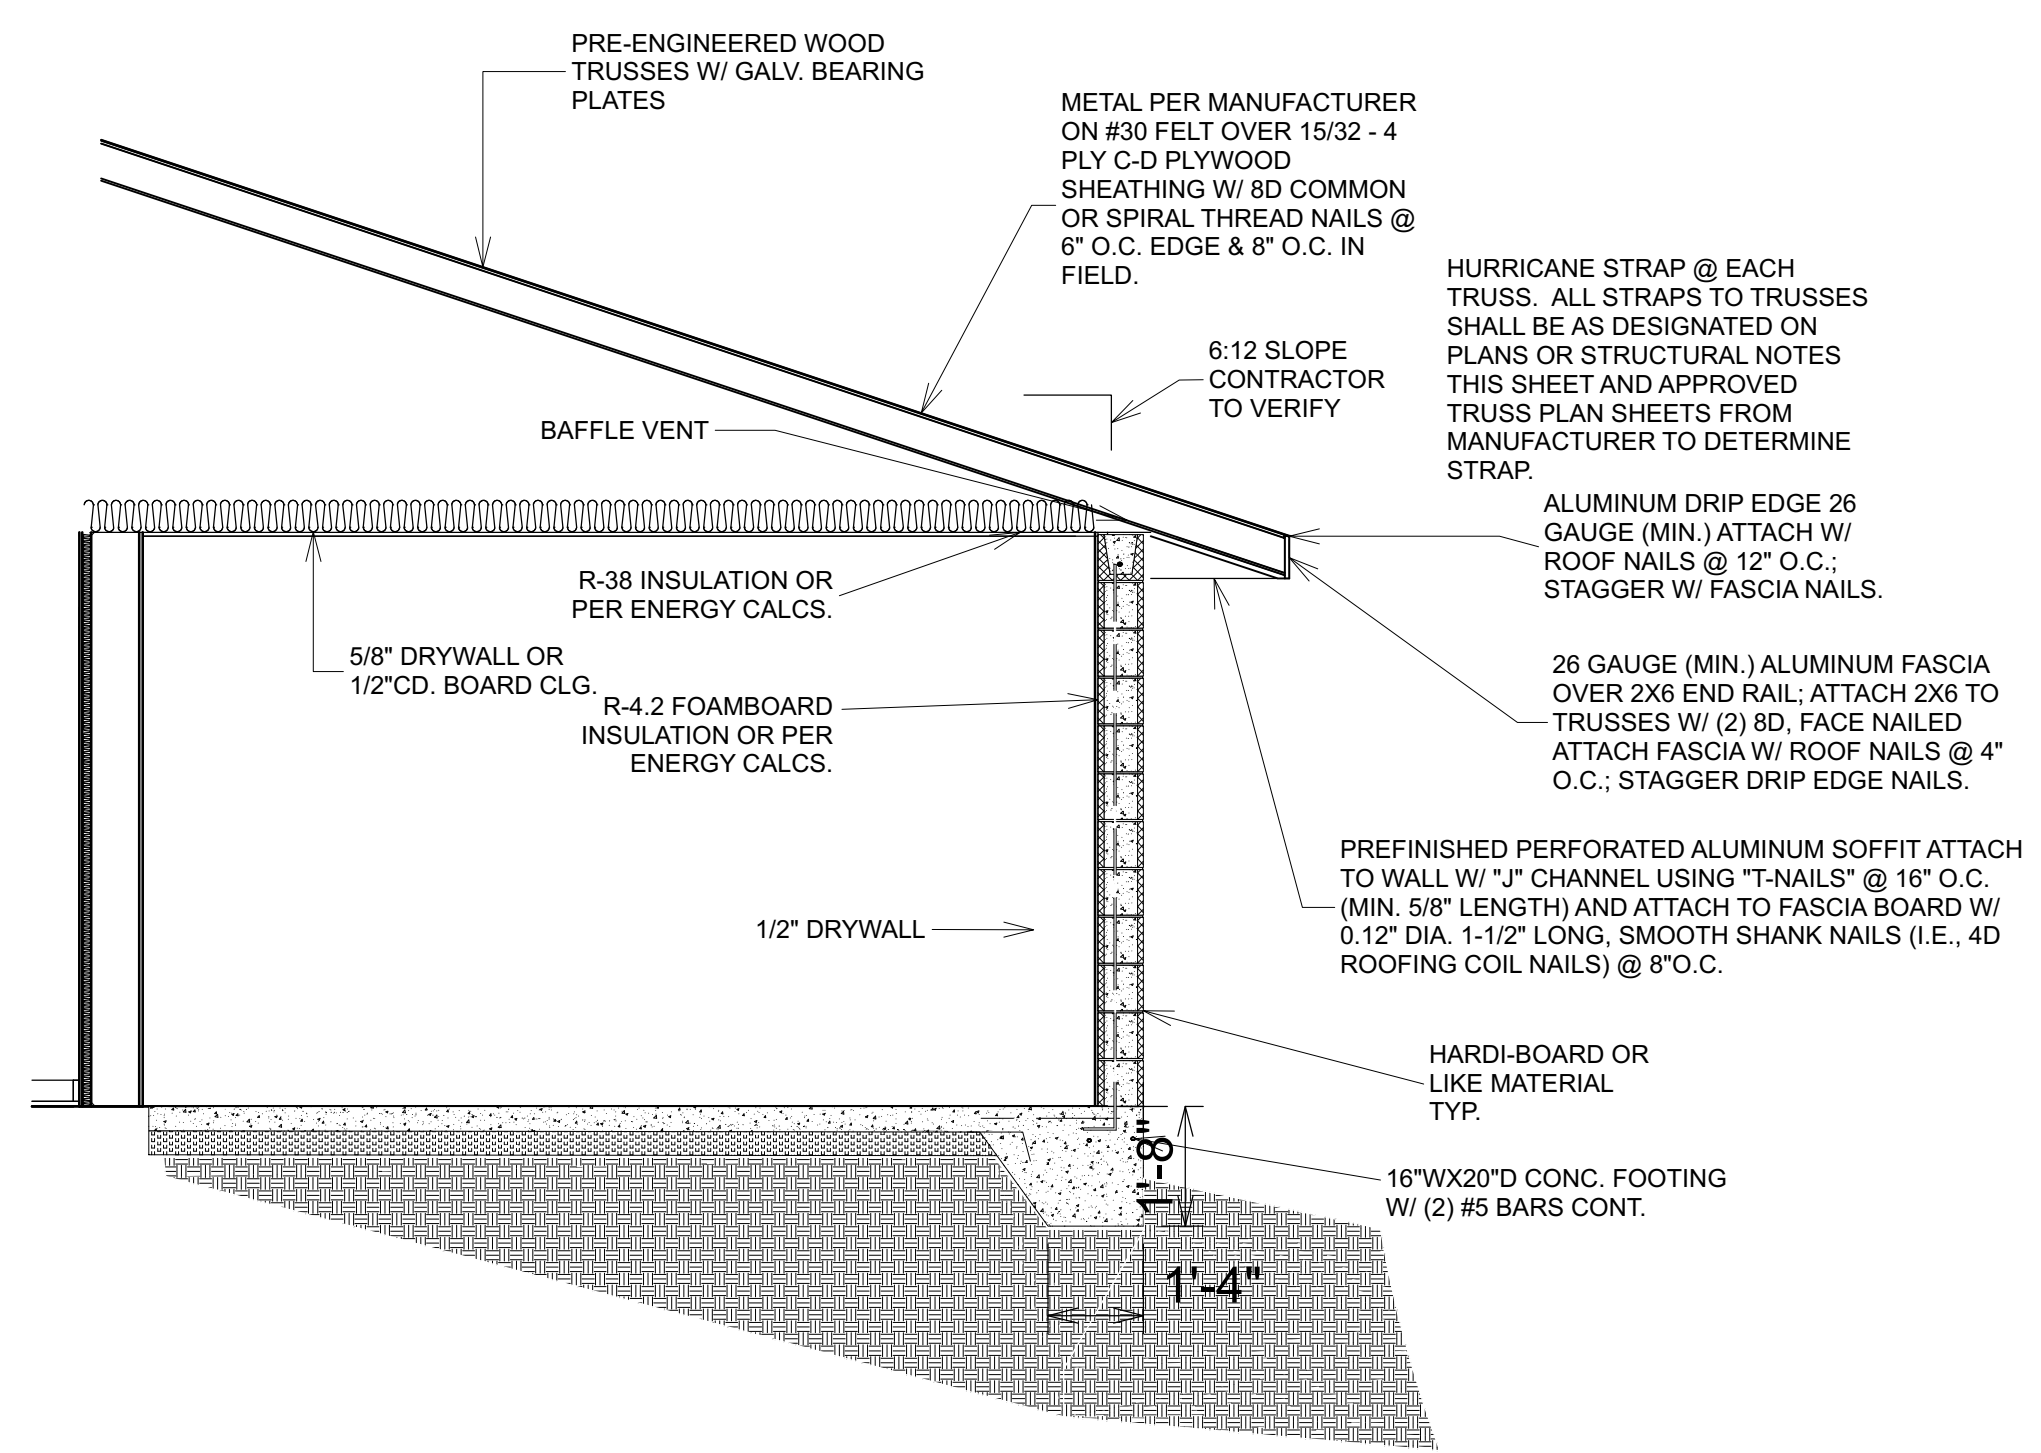 PRE-ENGINEERED WOOD
TRUSSES W/ GALV. BEARING
PLATES
METAL PER MANUFACTURER
ON #30 FELT OVER 15/32 - 4
PLY C-D PLYWOOD
SHEATHING W/ 8D COMMON
OR SPIRAL THREAD NAILS @
6" O.C. EDGE & 8" O.C. IN
FIELD.
HURRICANE STRAP @ EACH
TRUSS. ALL STRAPS TO TRUSSES
SHALL BE AS DESIGNATED ON
PLANS OR STRUCTURAL NOTES
THIS SHEET AND APPROVED
TRUSS PLAN SHEETS FROM
MANUFACTURER TO DETERMINE
STRAP.
6:12 SLOPE
CONTRACTOR
TO VERIFY
BAFFLE VENT
ALUMINUM DRIP EDGE 26
GAUGE (MIN.) ATTACH W/
ROOF NAILS @ 12" O.C.;
STAGGER W/ FASCIA NAILS.
R-38 INSULATION OR
PER ENERGY CALCS.
5/8" DRYWALL OR
1/2"CD. BOARD CLG.
R-4.2 FOAMBOARD
INSULATION OR PER
ENERGY CALCS.
26 GAUGE (MIN.) ALUMINUM FASCIA
OVER 2X6 END RAIL; ATTACH 2X6 TO
TRUSSES W/ (2) 8D, FACE NAILED
ATTACH FASCIA W/ ROOF NAILS @ 4"
O.C.; STAGGER DRIP EDGE NAILS.
PREFINISHED PERFORATED ALUMINUM SOFFIT ATTACH
TO WALL W/ "J" CHANNEL USING "T-NAILS" @ 16" O.C.
(MIN. 5/8" LENGTH) AND ATTACH TO FASCIA BOARD W/
0.12" DIA. 1-1/2" LONG, SMOOTH SHANK NAILS (I.E., 4D
ROOFING COIL NAILS) @ 8"O.C.
1/2" DRYWALL
HARDI-BOARD OR
LIKE MATERIAL
TYP.
1'-8"
16"WX20"D CONC. FOOTING
W/ (2) #5 BARS CONT.
1'-4"